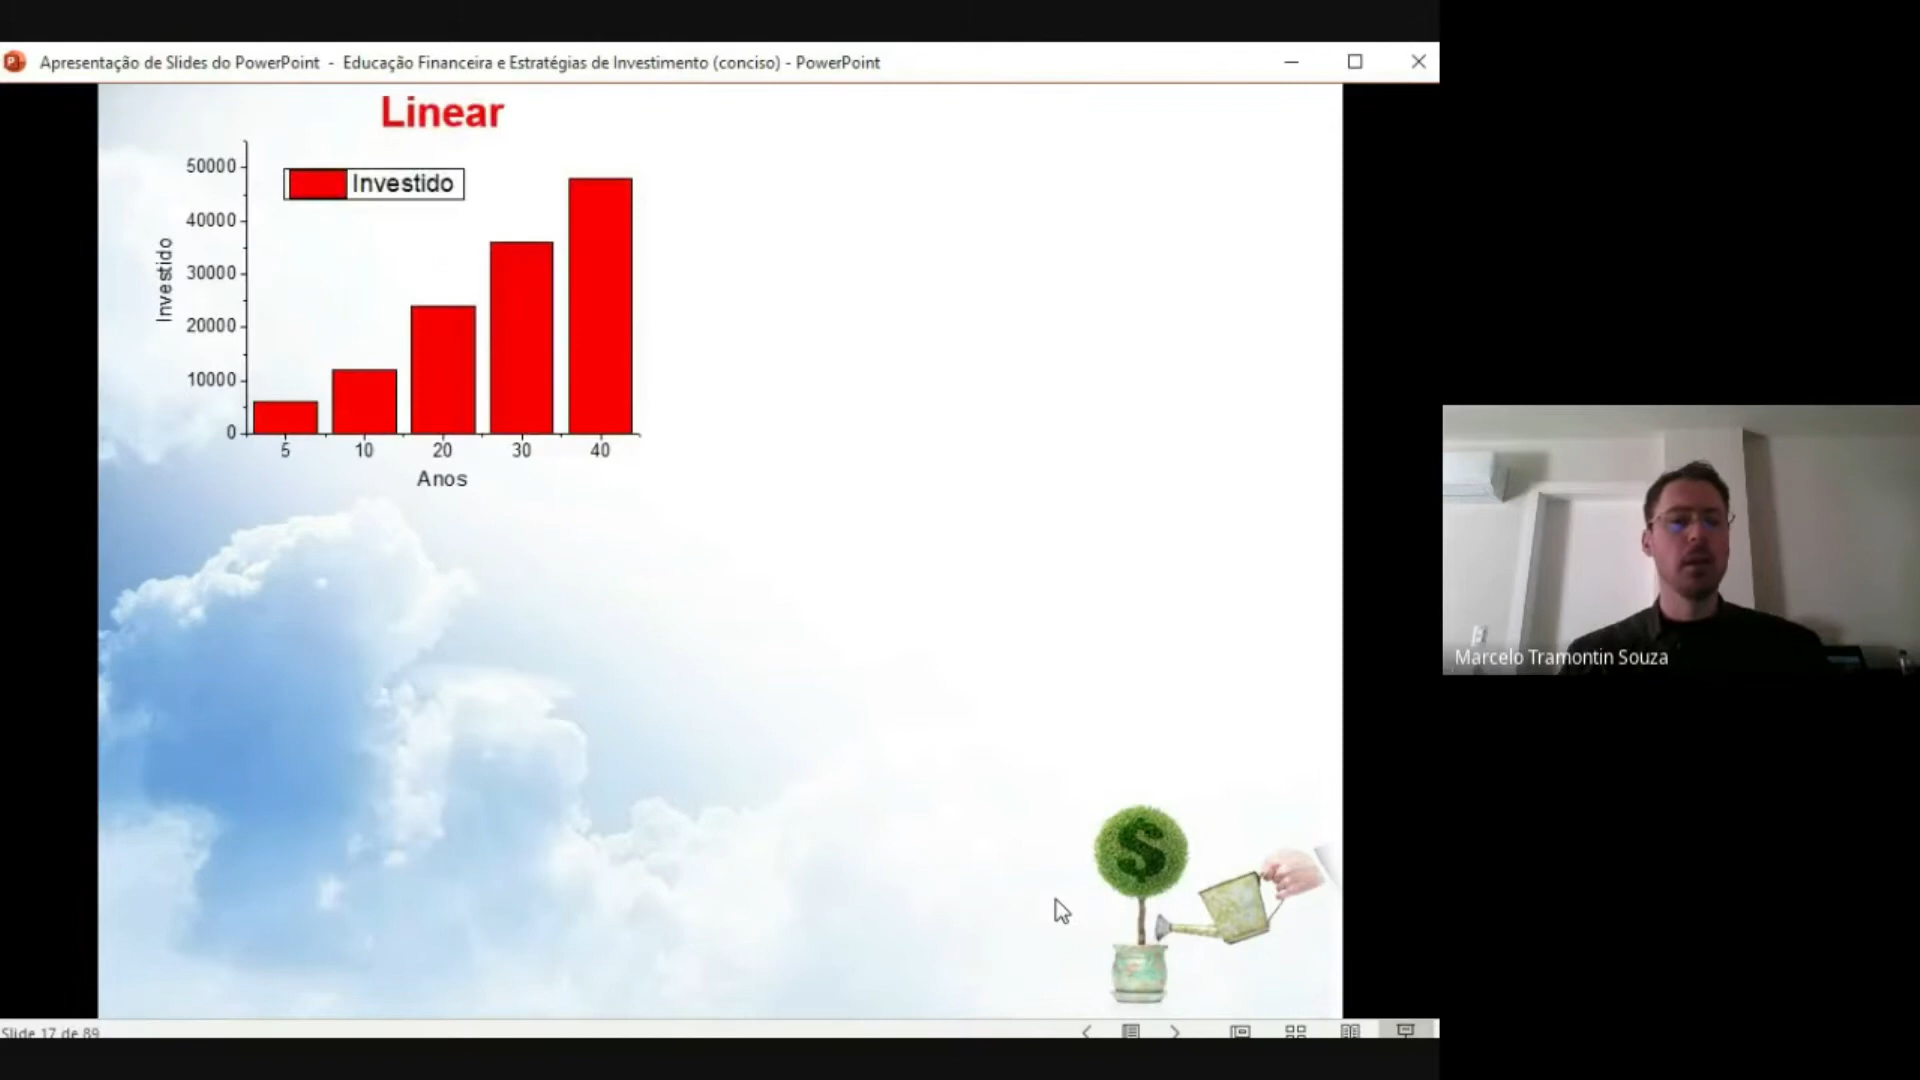 Apresentação de Slides do PowerPoint - Educação Financeira e Estratégias de Investimento (conciso) - PowerPoint
Linear
50000
40000
30000
20000
10000
0
Investido
Investido
5 10 20 30 40
Anos
$
Marcelo Tramontin Souza
Slide 17 de 89